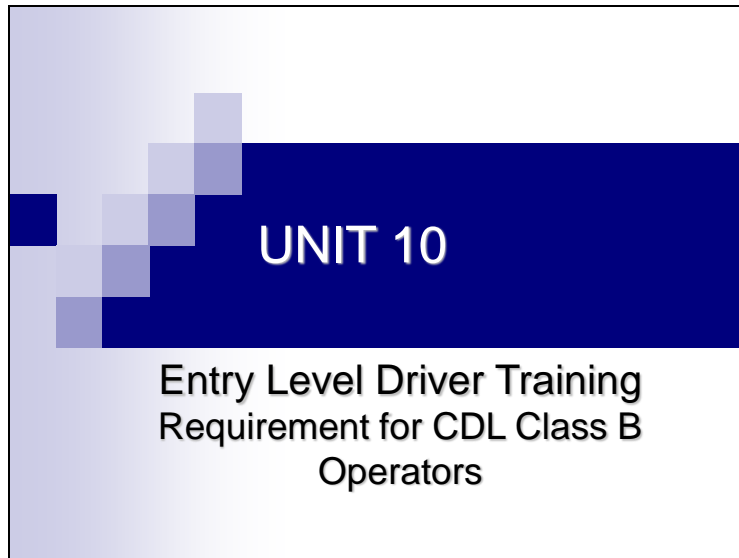 UNIT 10
Entry Level Driver Training
Requirement for CDL Class B
Operators